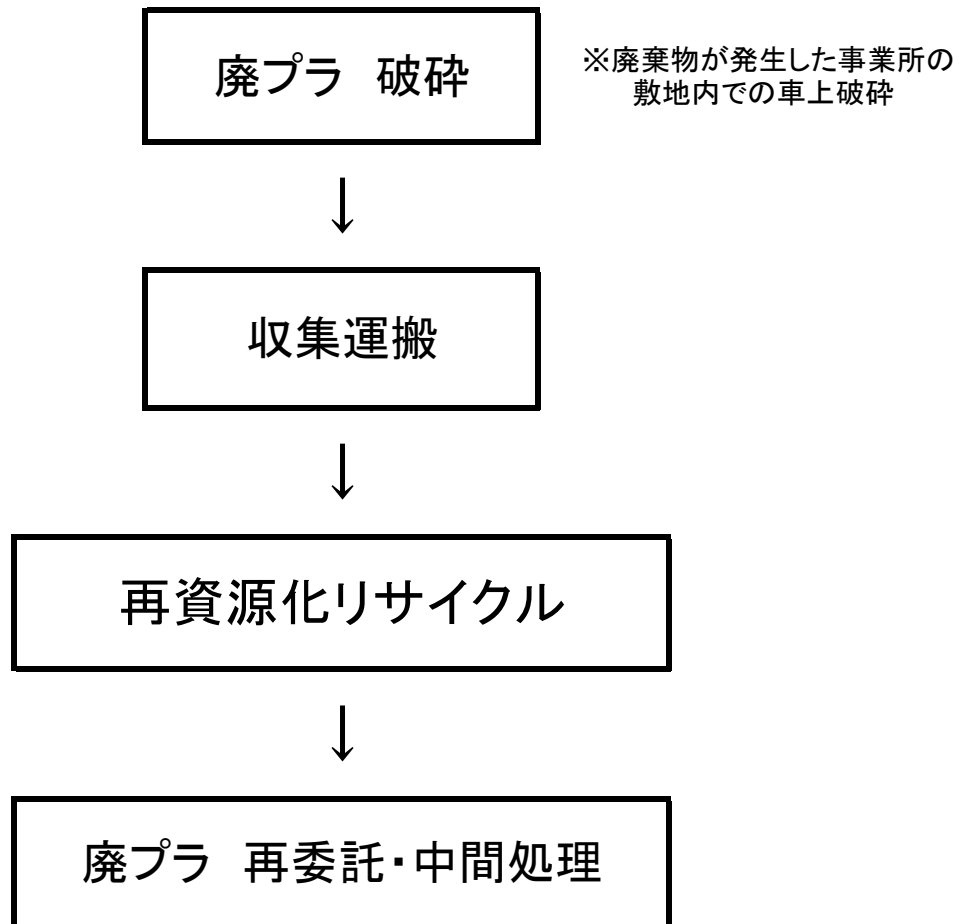 廃プラ　破砕
※廃棄物が発生した事業所の
敷地内での車上破砕
↓
収集運搬
↓
再資源化リサイクル
↓
廃プラ　再委託・中間処理